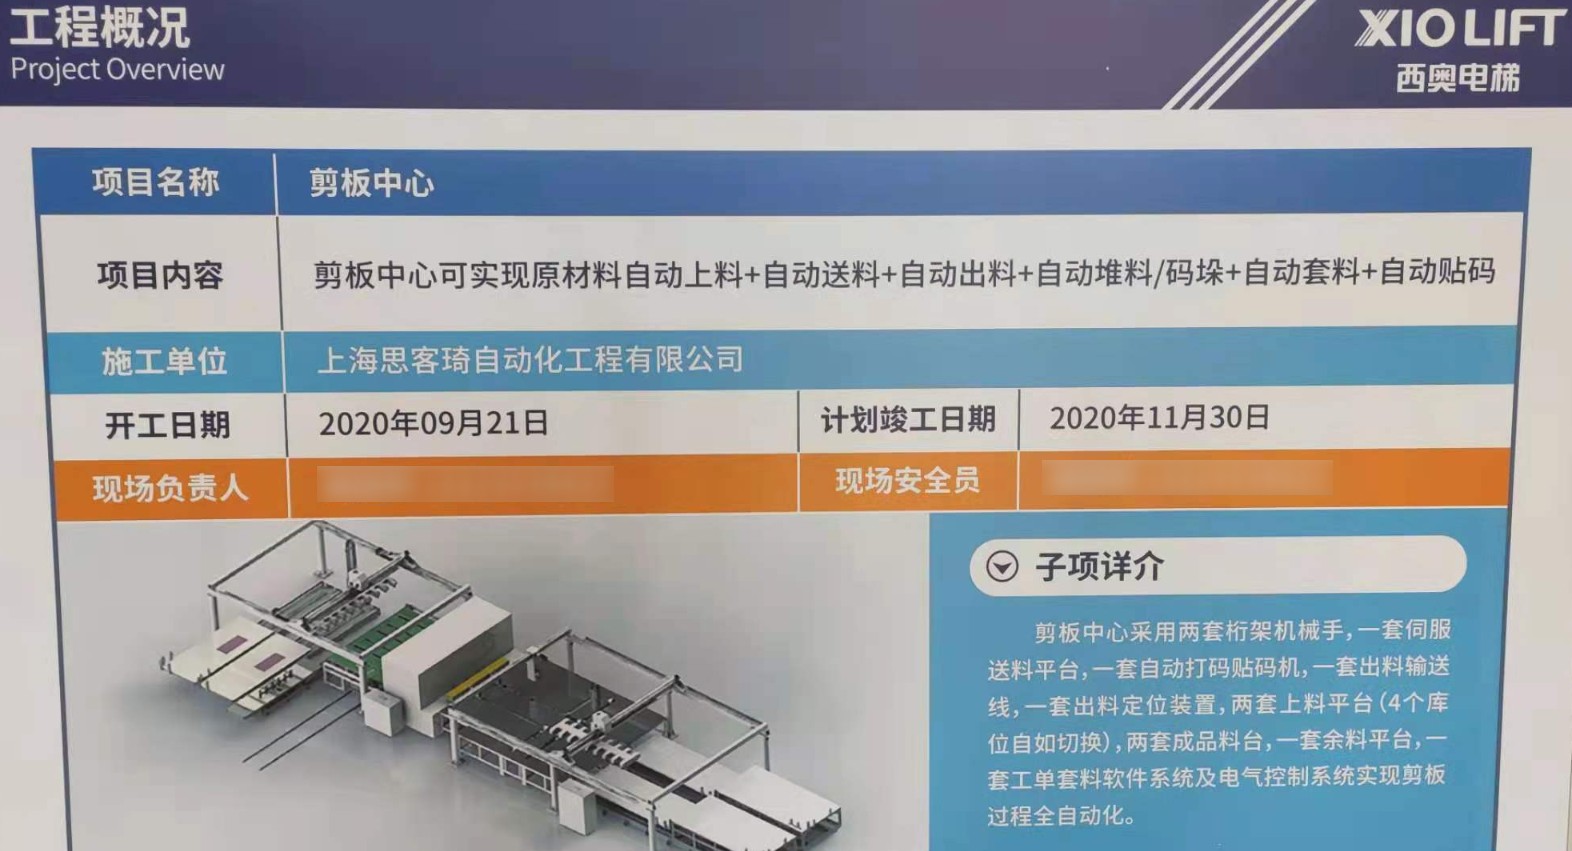 工程概况
Project Overview
XIO LIFT
西奥电梯
项目名称 剪板中心
项目内容 剪板中心可实现原材料自动上料+自动送料+自动出料+自动堆料/码垛+自动套料+自动贴码
施工单位 上海思客琦自动化工程有限公司
开工日期 2020年09月21日 计划竣工日期 2020年11月30日
现场负责人 现场安全员
子项详介
剪板中心采用两套桁架机械手,一套伺服
送料平台,一套自动打码贴码机,一套出料输送
线,一套出料定位装置,两套上料平台(4个库
位自如切换),两套成品料台,一套余料平台,一
套工单套料软件系统及电气控制系统实现剪板
过程全自动化。